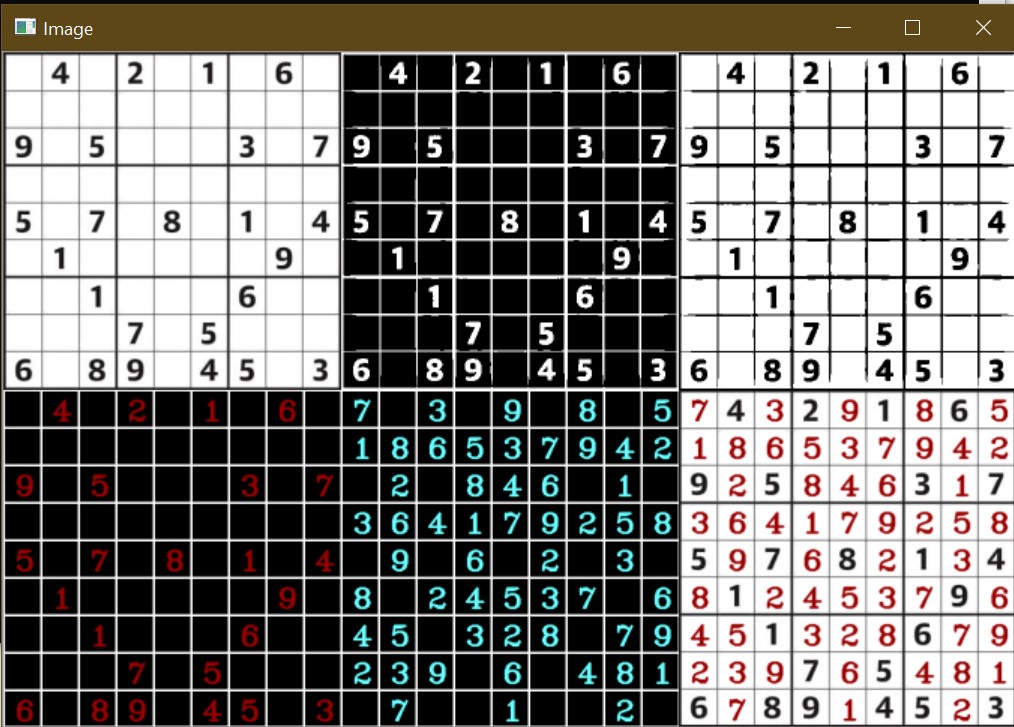 Image
4 2 1 6 4 2 1 6 4 2 1 6
9 5 3 7 9 5 3 7 9 5 3 7
5 7 8 1 4 5 7 8 1 4 5 7 8 1 4
1 9 1 9 1 9
1 6 1 6 1 6
7 5 7 5 7 5
6 8 9 4 5 3 6 8 9 4 5 3 6 8 9 4 5 3
4 2 1 6 7 3 9 8 5 7 4 3 2 9 1 8 6 5
1 8 6 5 3 7 9 4 2 1 8 6 5 3 7 9 4 2
9 5 3 7 2 8 4 6 1 9 2 5 8 4 6 3 1 7
3 6 4 1 7 9 2 5 8 3 6 4 1 7 9 2 5 8
5 7 8 1 4 9 6 2 3 5 9 7 6 8 2 1 3 4
1 9 8 2 4 5 3 7 6 8 1 2 4 5 3 7 9 6
1 6 4 5 3 2 8 7 9 4 5 1 3 2 8 6 7 9
7 5 2 3 9 6 4 8 1 2 3 9 7 6 5 4 8 1
6 8 9 4 5 3 7 1 2 6 7 8 9 1 4 5 2 3